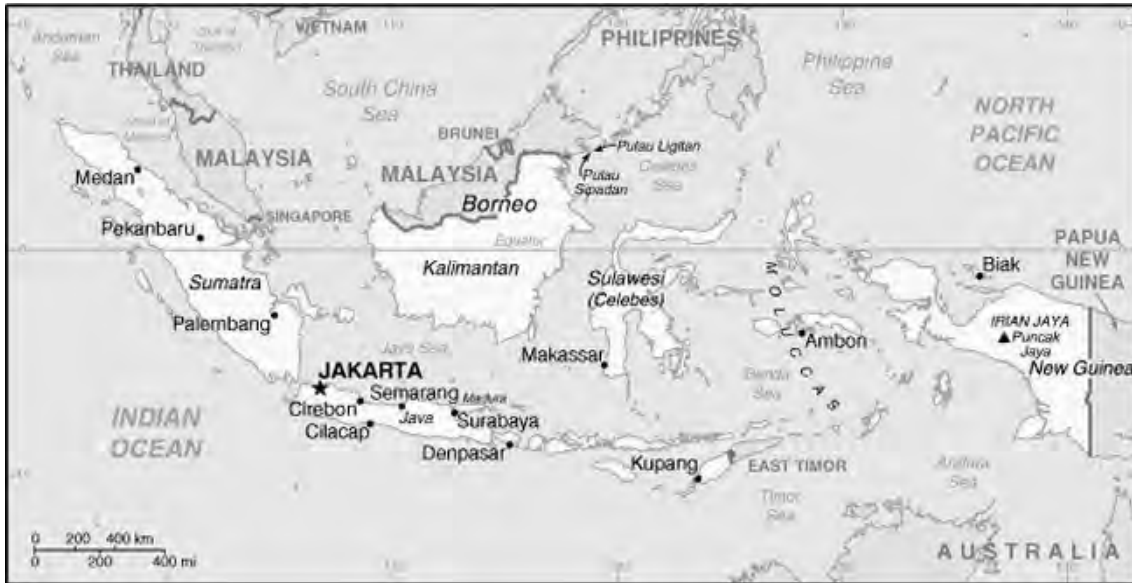 VIETNAM
PHILIPPINES
Andaman
Sea
THAILAND
Philippine
Sea
South China
Sea
NORTH
PACIFIC
OCEAN
BRUNEI
Pulau Ligitan
MALAYSIA
MALAYSIA
Celebes
Sea
Pulau
Sipadan
Medan
Borneo
SINGAPORE
Pekanbaru
Equator
PAPUA
NEW
GUINEA
Kalimantan
Biak
Sumatra
Sulawesi
(Celebes)
MOLUCCAS
Palembang
IRIAN JAYA
Puncak
Jaya
Ambon
Java Sea
Makassar
New Guinea
JAKARTA
Banda
Sea
Semarang
Madura
Cirebon
Java
Surabaya
INDIAN
OCEAN
Cilacap
Denpasar
Kupang
EAST TIMOR
Arafura
Sea
Timor
Sea
0 200 400 km
0 200 400 mi
AUSTRALIA